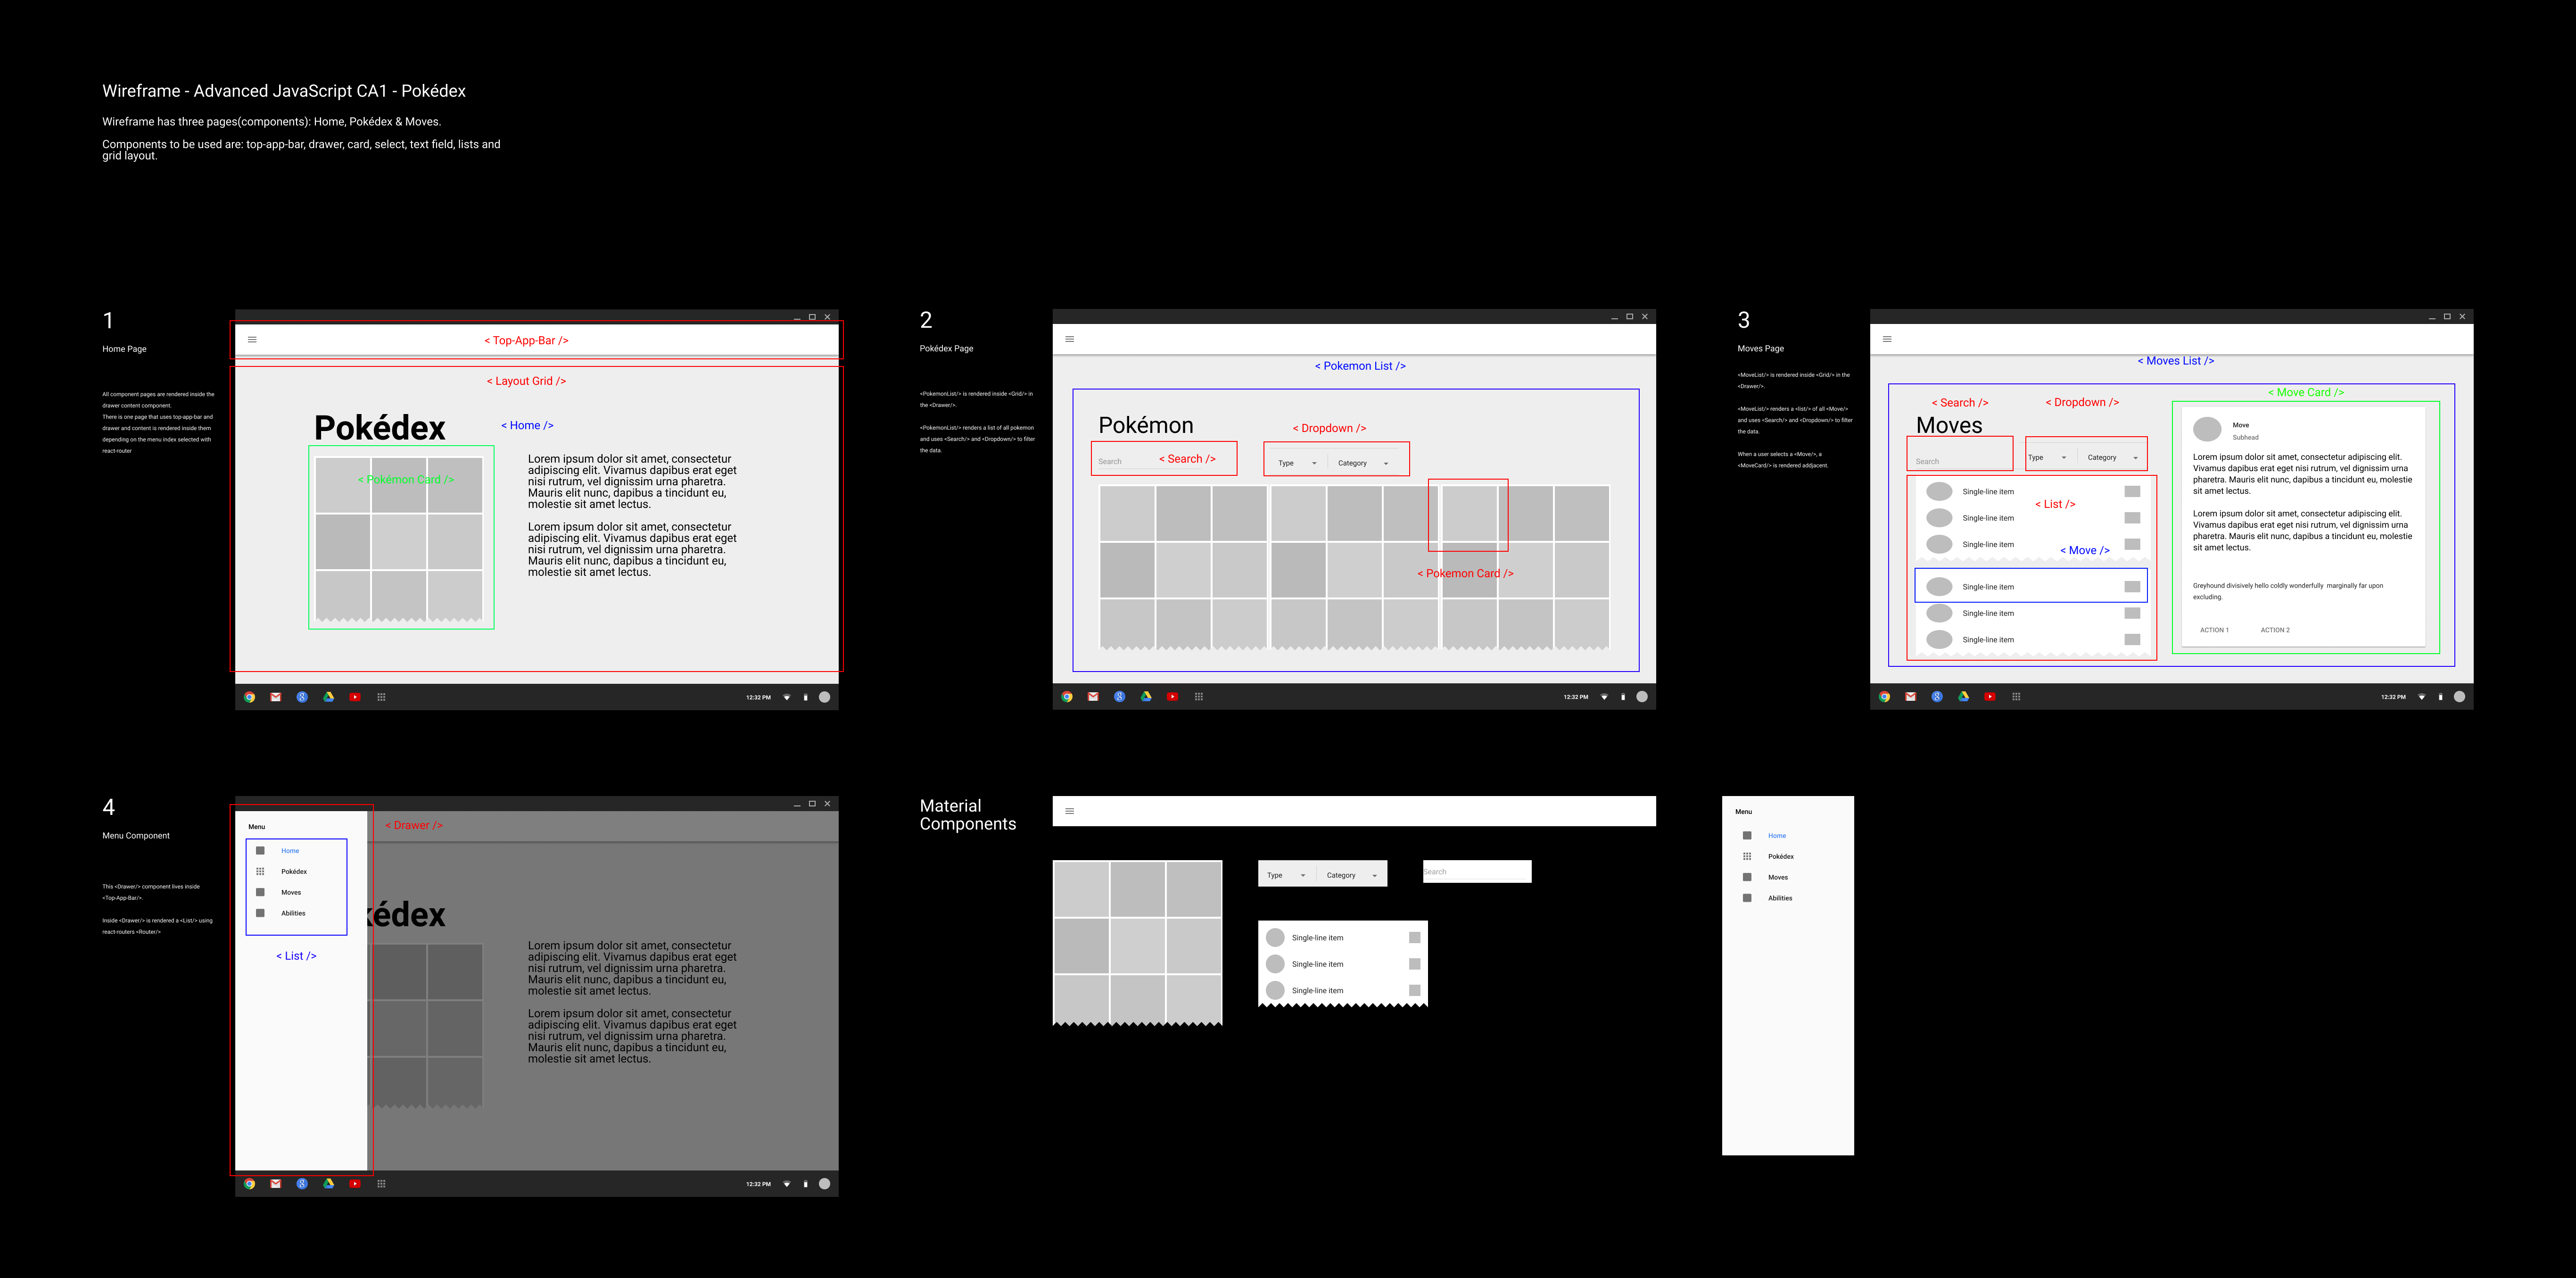 Wireframe - Advanced JavaScript CA1 - Pokédex
Wireframe has three pages(components): Home, Pokédex & Moves.
Components to be used are: top-app-bar, drawer, card, select, text field, lists and
grid layout.
1
Home Page
All component pages are rendered inside the
drawer content component.
There is one page that uses top-app-bar and
drawer and content is rendered inside them
depending on the menu index selected with
react-router
< Top-App-Bar />
< Layout Grid />
Pokédex
< Home />
< Pokémon Card />
Lorem ipsum dolor sit amet, consectetur
adipiscing elit. Vivamus dapibus erat eget
nisi rutrum, vel dignissim urna pharetra.
Mauris elit nunc, dapibus a tincidunt eu,
molestie sit amet lectus.
Lorem ipsum dolor sit amet, consectetur
adipiscing elit. Vivamus dapibus erat eget
nisi rutrum, vel dignissim urna pharetra.
Mauris elit nunc, dapibus a tincidunt eu,
molestie sit amet lectus.
12:32 PM
2
Pokédex Page
<PokemonList/> is rendered inside <Grid/> in
the <Drawer/>.
<PokemonList/> renders a list of all pokemon
and uses <Search/> and <Dropdown/> to filter
the data.
< Pokemon List />
Pokémon
< Dropdown />
Search
< Search />
Type
Category
< Pokemon Card />
12:32 PM
3
Moves Page
<MoveList/> is rendered inside <Grid/> in the
<Drawer/>.
<MoveList/> renders a <list/> of all <Move/>
and uses <Search/> and <Dropdown/> to filter
the data.
When a user selects a <Move/>, a
<MoveCard/> is rendered addjacent.
< Moves List />
< Search />
< Dropdown />
< Move Card />
Moves
Search
Type
Category
Single-line item
< List />
Single-line item
Single-line item
< Move />
Single-line item
Single-line item
Single-line item
Move
Subhead
Lorem ipsum dolor sit amet, consectetur adipiscing elit.
Vivamus dapibus erat eget nisi rutrum, vel dignissim urna
pharetra. Mauris elit nunc, dapibus a tincidunt eu, molestie
sit amet lectus.
Lorem ipsum dolor sit amet, consectetur adipiscing elit.
Vivamus dapibus erat eget nisi rutrum, vel dignissim urna
pharetra. Mauris elit nunc, dapibus a tincidunt eu, molestie
sit amet lectus.
Greyhound divisively hello coldly wonderfully marginally far upon
excluding.
ACTION 1
ACTION 2
12:32 PM
4
Menu Component
This <Drawer/> component lives inside
<Top-App-Bar/>.
Inside <Drawer/> is rendered a <List/> using
react-routers <Router/>
Menu
< Drawer />
Home
Pokédex
Moves
Abilities
< List />
kédex
Lorem ipsum dolor sit amet, consectetur
adipiscing elit. Vivamus dapibus erat eget
nisi rutrum, vel dignissim urna pharetra.
Mauris elit nunc, dapibus a tincidunt eu,
molestie sit amet lectus.
Lorem ipsum dolor sit amet, consectetur
adipiscing elit. Vivamus dapibus erat eget
nisi rutrum, vel dignissim urna pharetra.
Mauris elit nunc, dapibus a tincidunt eu,
molestie sit amet lectus.
12:32 PM
Material
Components
Type
Category
Search
Single-line item
Single-line item
Single-line item
Menu
Home
Pokédex
Moves
Abilities